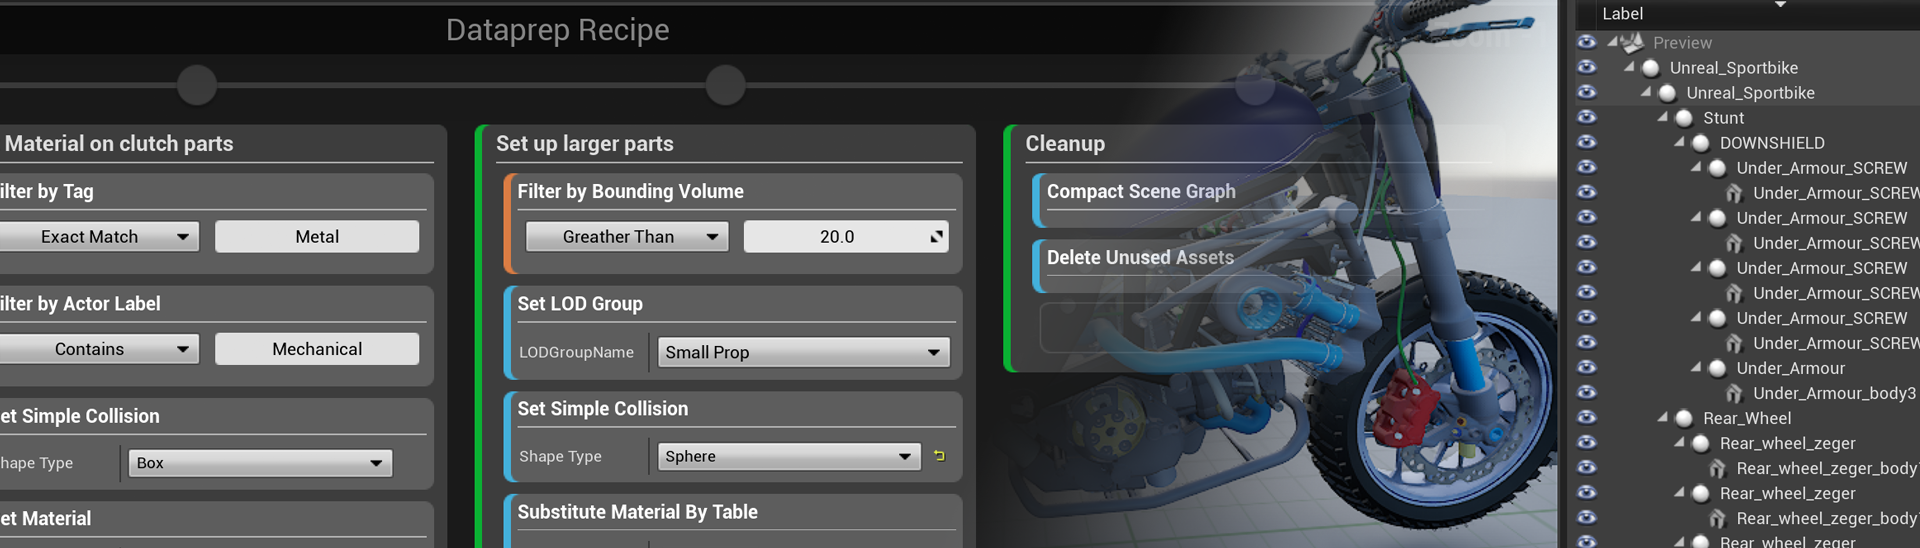 Dataprep Recipe
Material on clutch parts
ilter by Tag
Exact Match
Metal
ilter by Actor Label
Contains
Mechanical
et Simple Collision
hape Type
Box
et Material
Set up larger parts
Filter by Bounding Volume
Greather Than
20.0
Set LOD Group
LODGroupName
Small Prop
Set Simple Collision
Shape Type
Sphere
Substitute Material By Table
Cleanup
Compact Scene Graph
Delete Unused Assets
Label
Preview
Unreal_Sportbike
Unreal_Sportbike
Stunt
DOWNSHIELD
Under_Armour_SCREW
Under_Armour_SCREW
Under_Armour_SCREW
Under_Armour_SCREW
Under_Armour_SCREW
Under_Armour_SCREW
Under_Armour_SCREW
Under_Armour_SCREW
Under_Armour
Under_Armour_body3
Rear_Wheel
Rear_wheel_zeger
Rear_wheel_zeger_body
Rear_wheel_zeger
Rear_wheel_zeger_body
Rear_wheel_zeger